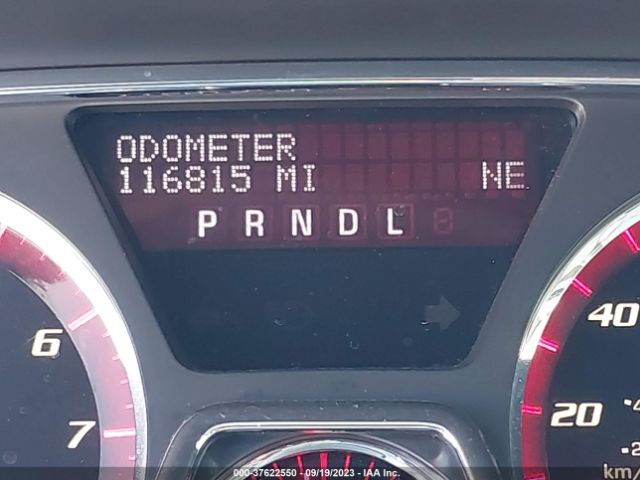 ODOMETER
116815 MI NE
P R N D L
6
7
40
20
km/
000-37622550 - 09/19/2023 - IAA Inc.